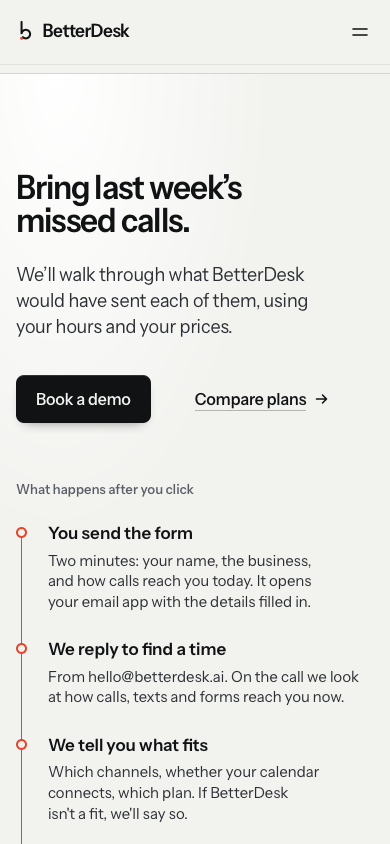 BetterDesk
Bring last week’s
missed calls.
We’ll walk through what BetterDesk
would have sent each of them, using
your hours and your prices.
Book a demo
Compare plans →
What happens after you click
You send the form
Two minutes: your name, the business,
and how calls reach you today. It opens
your email app with the details filled in.
We reply to find a time
From hello@betterdesk.ai. On the call we look
at how calls, texts and forms reach you now.
We tell you what fits
Which channels, whether your calendar
connects, which plan. If BetterDesk
isn't a fit, we'll say so.